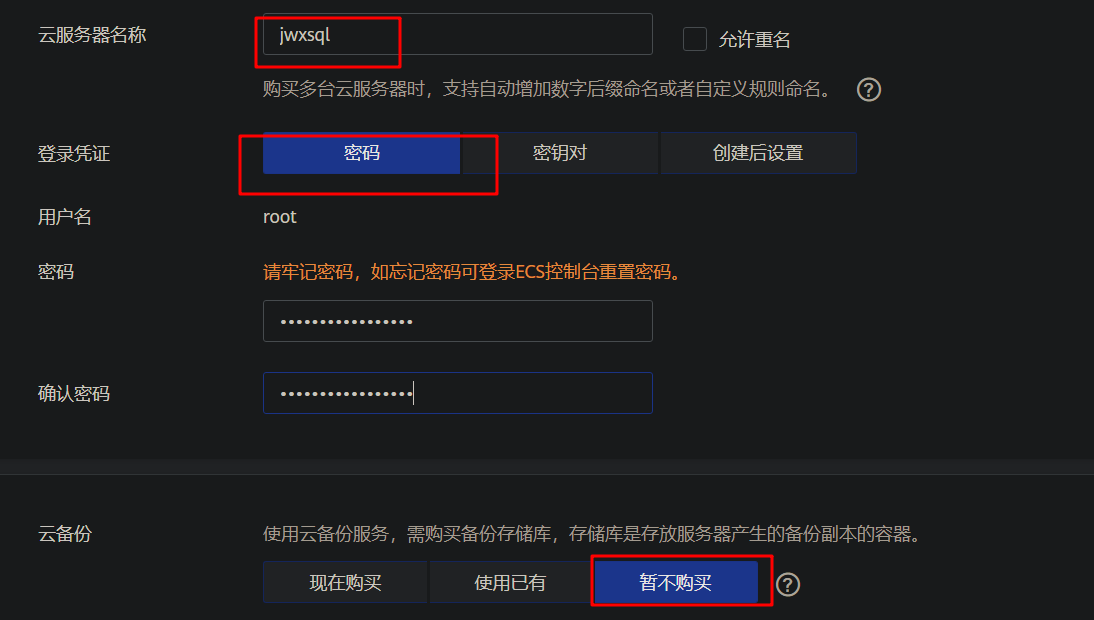 云服务器名称 jwxsql 允许重名
购买多台云服务器时，支持自动增加数字后缀命名或者自定义规则命名。 ?
登录凭证 密码 密钥对 创建后设置
用户名 root
密码 请牢记密码，如忘记密码可登录ECS控制台重置密码。
•••••••••••••••••
确认密码 •••••••••••••••••
云备份 使用云备份服务，需购买备份存储库，存储库是存放服务器产生的备份副本的容器。
现在购买 使用已有 暂不购买 ?